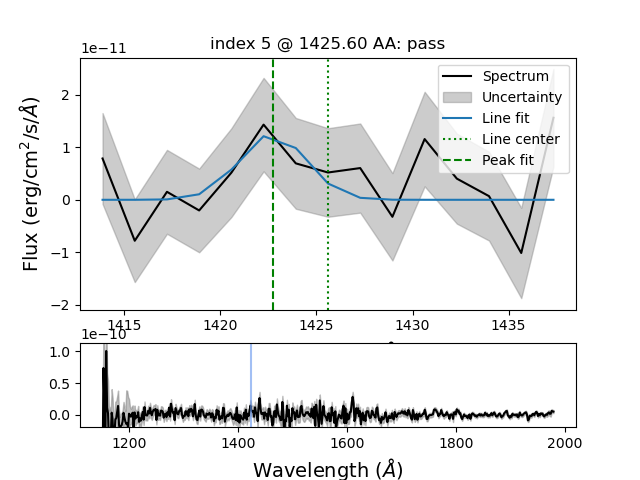 index 5 @ 1425.60 AA: pass
1e−11
Flux (erg/cm²/s/Å)
2
1
0
−1
−2
Spectrum
Uncertainty
Line fit
Line center
Peak fit
1415 1420 1425 1430 1435
1e−10
1.0
0.5
0.0
1200 1400 1600 1800 2000
Wavelength (Å)